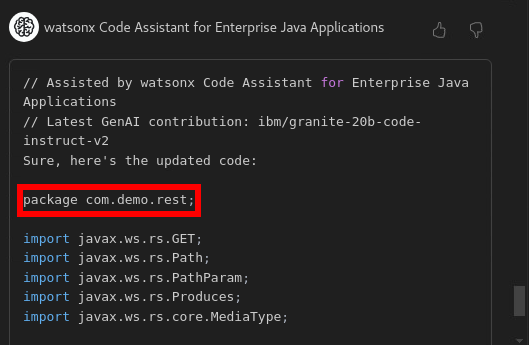 watsonx Code Assistant for Enterprise Java Applications
// Assisted by watsonx Code Assistant for Enterprise Java
Applications
// Latest GenAI contribution: ibm/granite-20b-code-
instruct-v2
Sure, here's the updated code:
package com.demo.rest;
import javax.ws.rs.GET;
import javax.ws.rs.Path;
import javax.ws.rs.PathParam;
import javax.ws.rs.Produces;
import javax.ws.rs.core.MediaType;